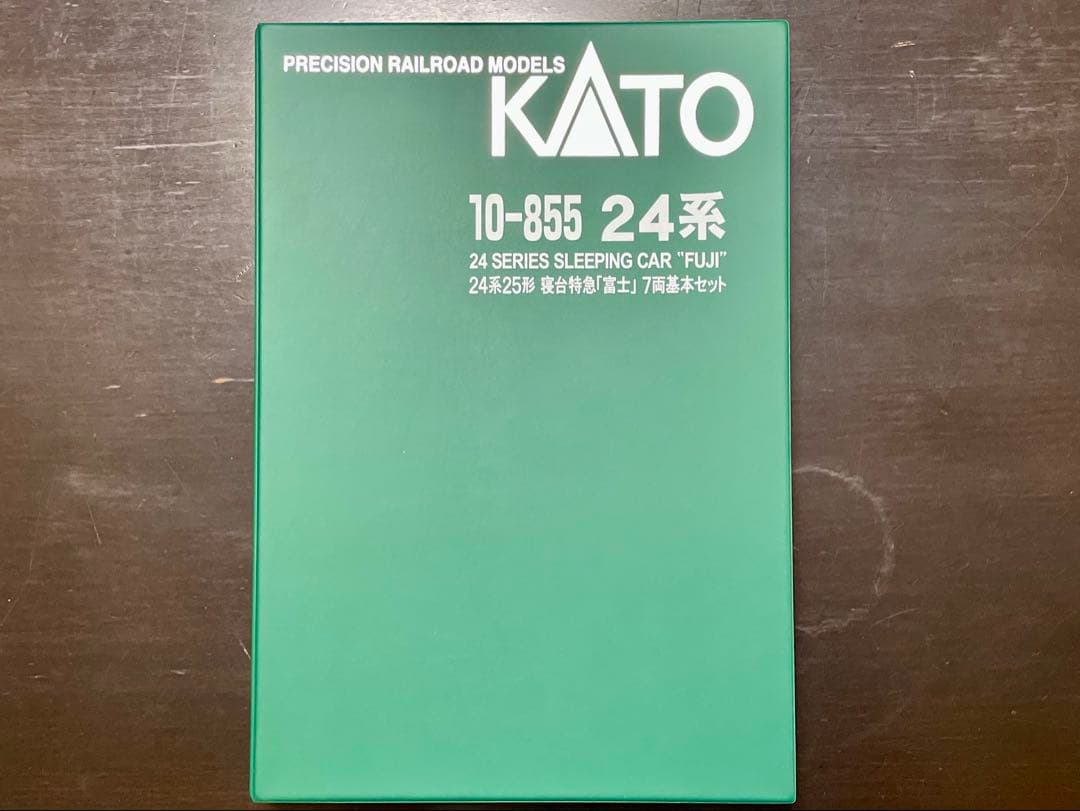 PRECISION RAILROAD MODELS
KATO
10-855 24系
24 SERIES SLEEPING CAR "FUJI"
24系25形 寝台特急「富士」 7両基本セット